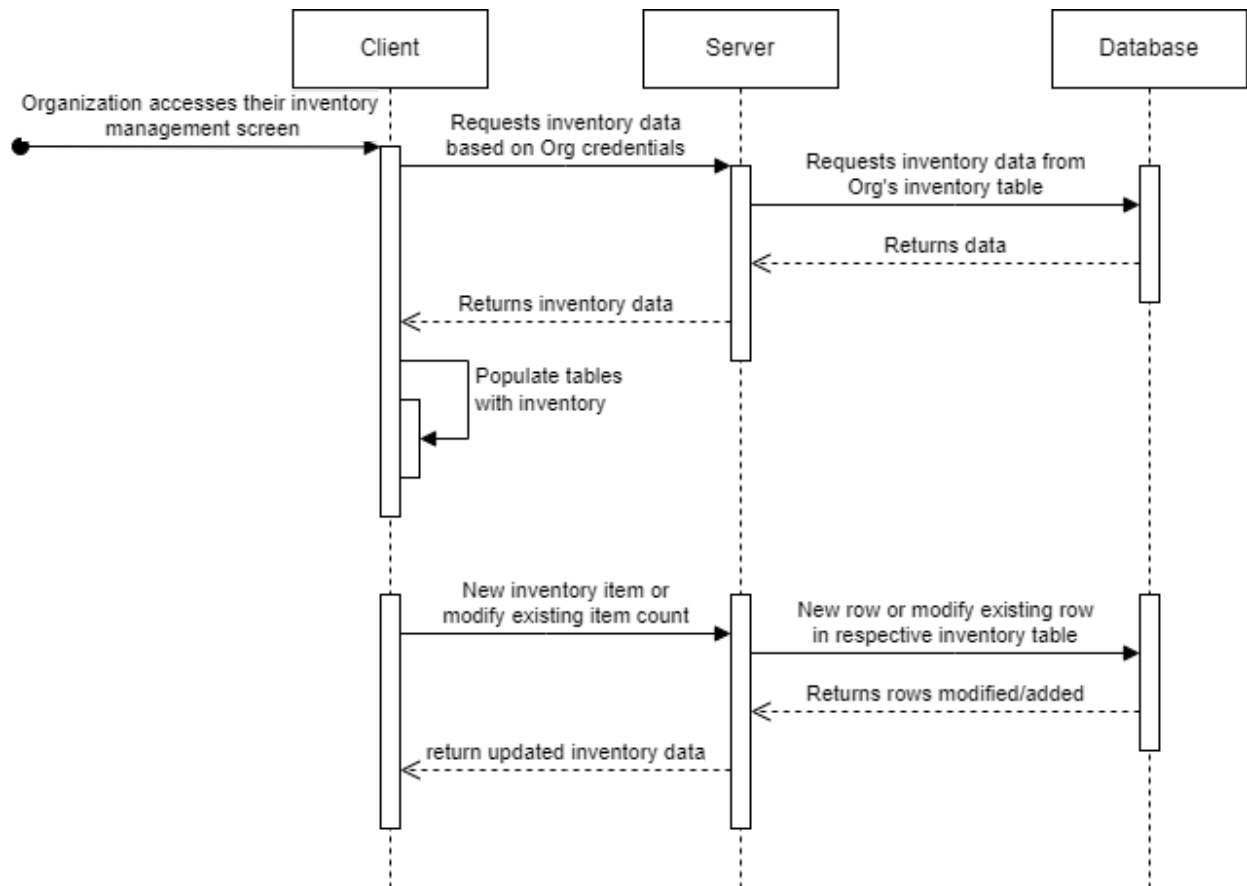 Client
Server
Database
Organization accesses their inventory
management screen
Requests inventory data
based on Org credentials
Requests inventory data from
Org's inventory table
Returns data
Returns inventory data
Populate tables
with inventory
New inventory item or
modify existing item count
New row or modify existing row
in respective inventory table
Returns rows modified/added
return updated inventory data